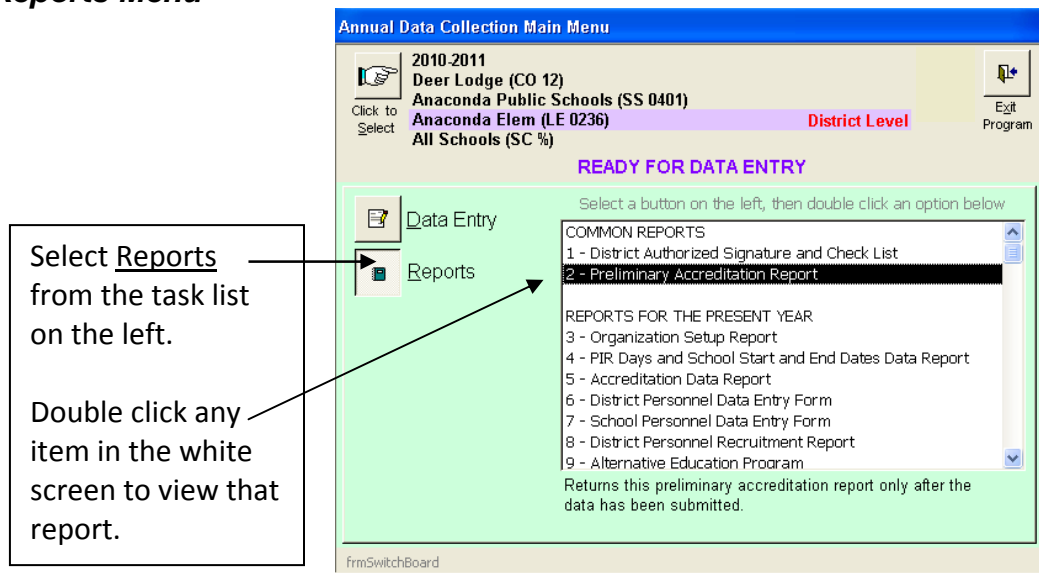 Reports Menu
Annual Data Collection Main Menu
2010-2011
Deer Lodge (CO 12)
Anaconda Public Schools (SS 0401)
Anaconda Elem (LE 0236) District Level
All Schools (SC %)
Click to
Select
Exit
Program
READY FOR DATA ENTRY
Data Entry
Reports
Select a button on the left, then double click an option below
COMMON REPORTS
1 - District Authorized Signature and Check List
2 - Preliminary Accreditation Report
REPORTS FOR THE PRESENT YEAR
3 - Organization Setup Report
4 - PIR Days and School Start and End Dates Data Report
5 - Accreditation Data Report
6 - District Personnel Data Entry Form
7 - School Personnel Data Entry Form
8 - District Personnel Recruitment Report
9 - Alternative Education Program
Returns this preliminary accreditation report only after the
data has been submitted.
frmSwitchBoard
Select Reports
from the task list
on the left.
Double click any
item in the white
screen to view that
report.